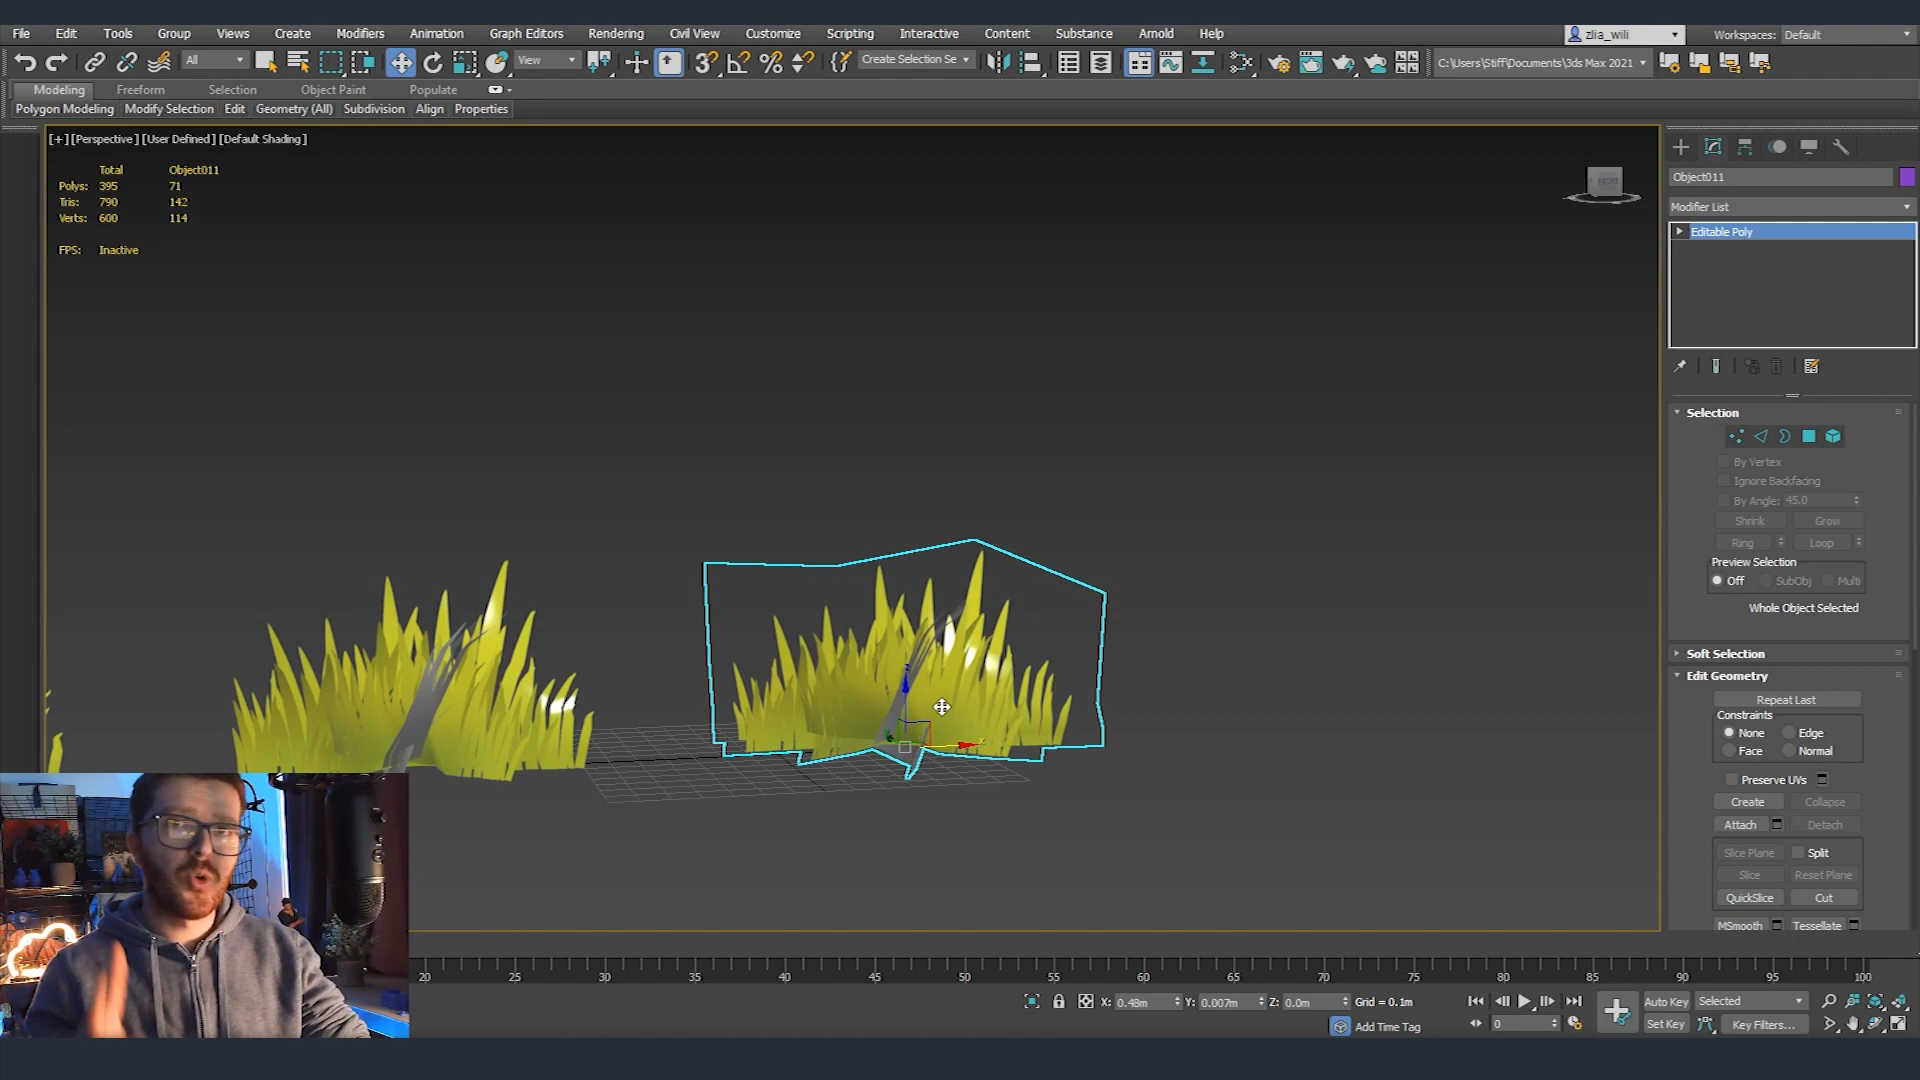 File Edit Tools Group Views Create Modifiers Animation Graph Editors Rendering Civil View Customize Scripting Interactive Content Substance Arnold Help zlia_wili Workspaces: Default
All View Create Selection Se C:\Users\Stiff\Documents\3ds Max 2021
Modeling Freeform Selection Object Paint Populate
Polygon Modeling Modify Selection Edit Geometry (All) Subdivision Align Properties
[+] [Perspective] [User Defined] [Default Shading]
Total Object011
Polys: 395 71
Tris: 790 142
Verts: 600 114
FPS: Inactive
FRONT
Object011
Modifier List
Editable Poly
Selection
By Vertex
Ignore Backfacing
By Angle: 45.0
Shrink Grow
Ring Loop
Preview Selection
Off SubObj Multi
Whole Object Selected
Soft Selection
Edit Geometry
Repeat Last
Constraints
None Edge
Face Normal
Preserve UVs
Create Collapse
Attach Detach
Slice Plane Split
Slice Reset Plane
QuickSlice Cut
MSmooth Tessellate
z
y
x
20 25 30 35 40 45 50 55 60 65 70 75 80 85 90 95 100
X: 0.48m Y: 0.007m Z: 0.0m Grid = 0.1m Auto Key Selected
Add Time Tag 0 Set Key Key Filters...